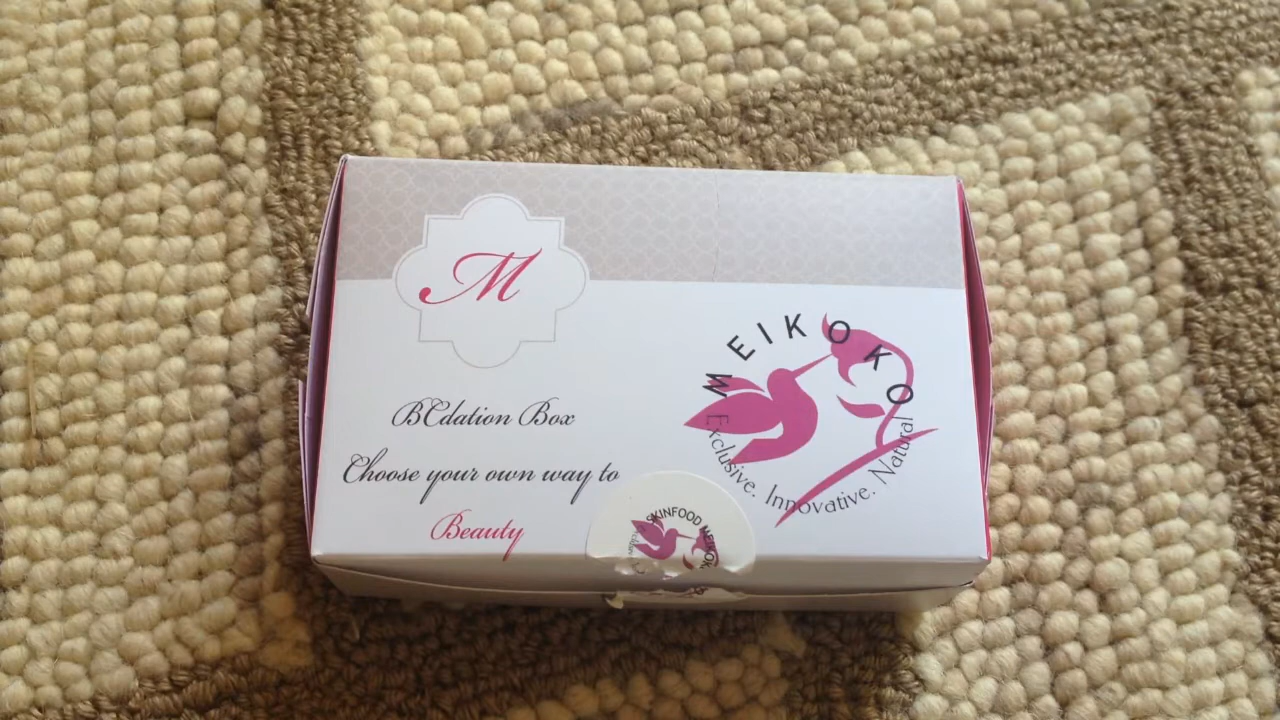 M
BCdation Box
Choose your own way to
Beauty
MEIKOKO
Exclusive. Innovative. Natural
SKINFOOD MEIKOKO